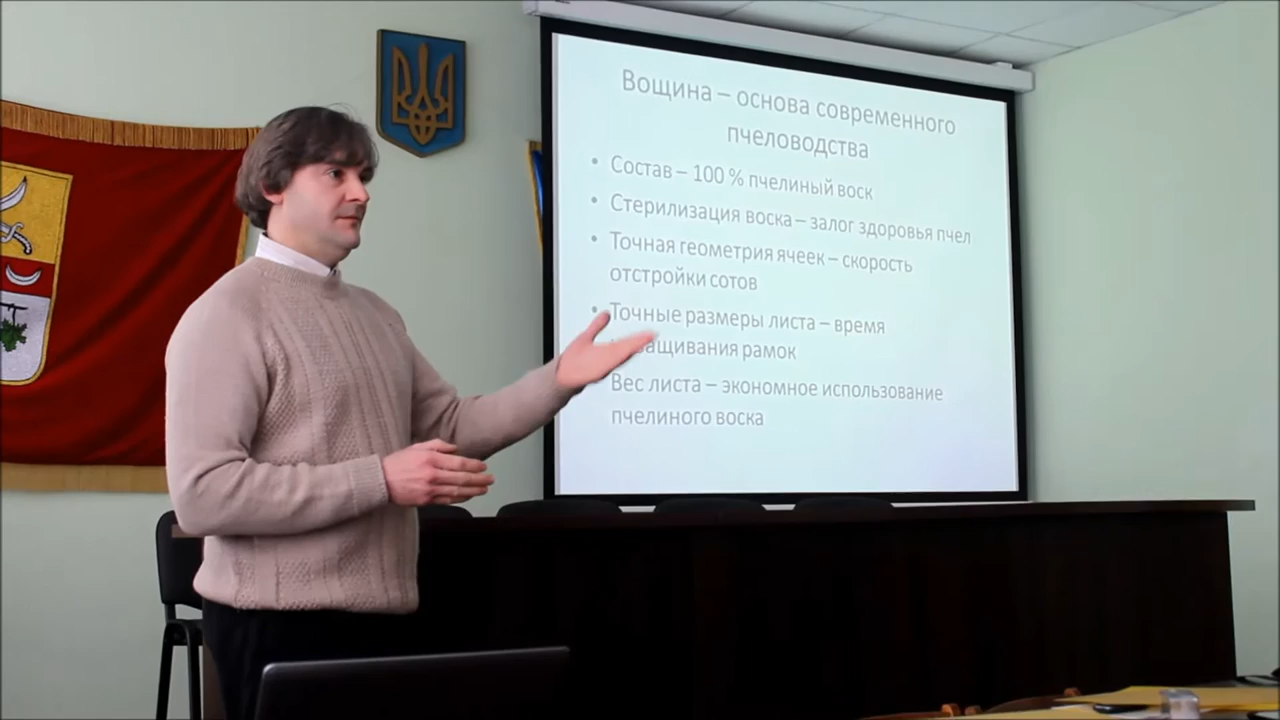 Вощина – основа современного
пчеловодства
• Состав – 100 % пчелиный воск
• Стерилизация воска – залог здоровья пчел
• Точная геометрия ячеек – скорость
отстройки сотов
• Точные размеры листа – время
рамок
Вес листа – экономное использование
пчелиного воска